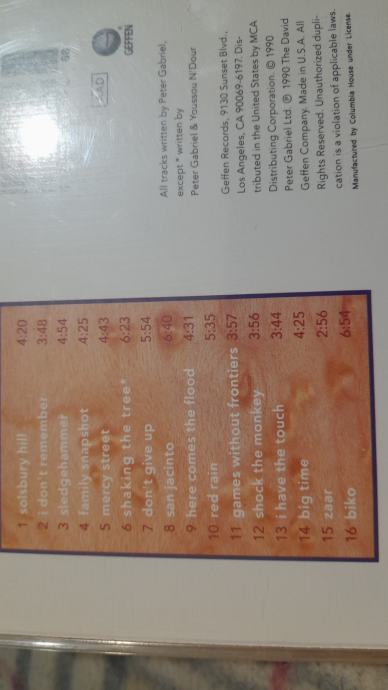 1 solsbury hill 4:20
2 i don't remember 3:48
3 sledgehammer 4:54
4 family snapshot 4:25
5 mercy street 4:43
6 shaking the tree* 6:23
7 don't give up 5:54
8 san jacinto 6:40
9 here comes the flood 4:31
10 red rain 5:35
11 games without frontiers 3:57
12 shock the monkey 3:56
13 i have the touch 3:44
14 big time 4:25
15 zaar 2:56
16 biko 6:54
GEFFEN
All tracks written by Peter Gabriel,
except * written by
Peter Gabriel & Youssou N'Dour
Geffen Records, 9130 Sunset Blvd.,
Los Angeles, CA 90069-6197. Dis-
tributed in the United States by MCA
Distributing Corporation. © 1990
Peter Gabriel Ltd. ℗ 1990 The David
Geffen Company. Made in U.S.A. All
Rights Reserved. Unauthorized dupli-
cation is a violation of applicable laws.
Manufactured by Columbia House under License.